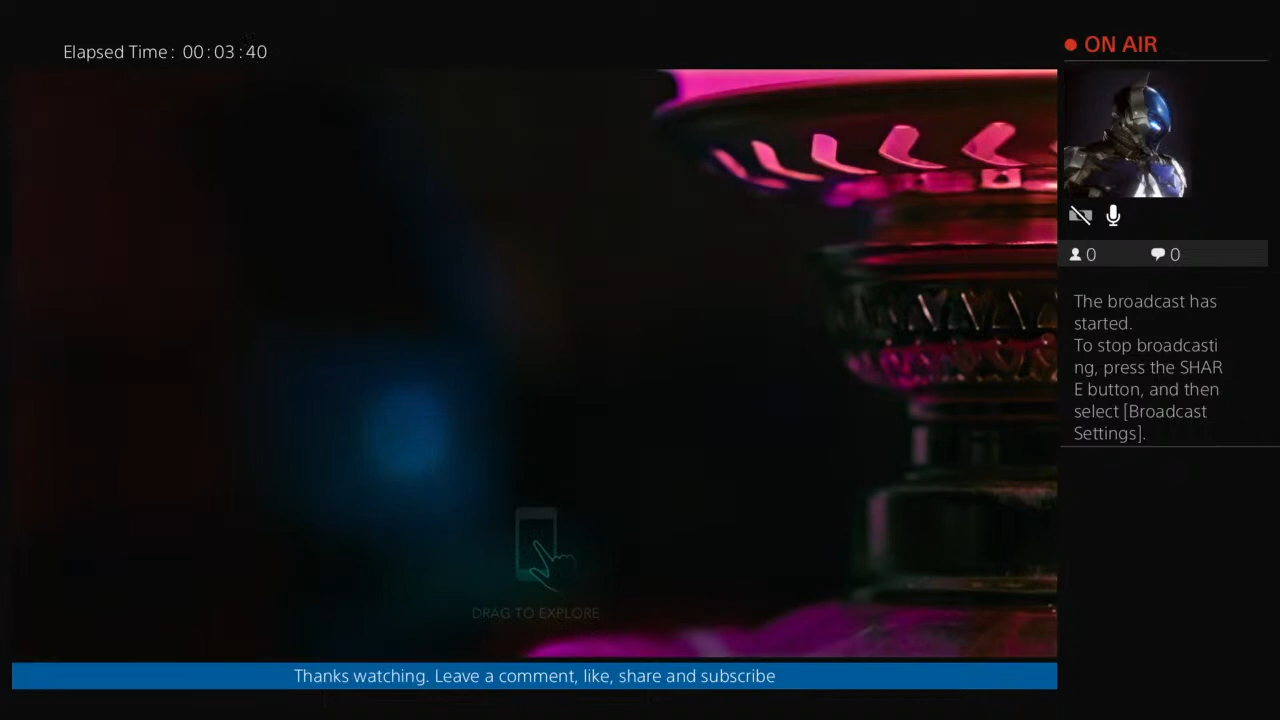 Elapsed Time: 00:03:40
ON AIR
0 0
The broadcast has
started.
To stop broadcasti
ng, press the SHAR
E button, and then
select [Broadcast
Settings].
DRAG TO EXPLORE
Thanks watching. Leave a comment, like, share and subscribe